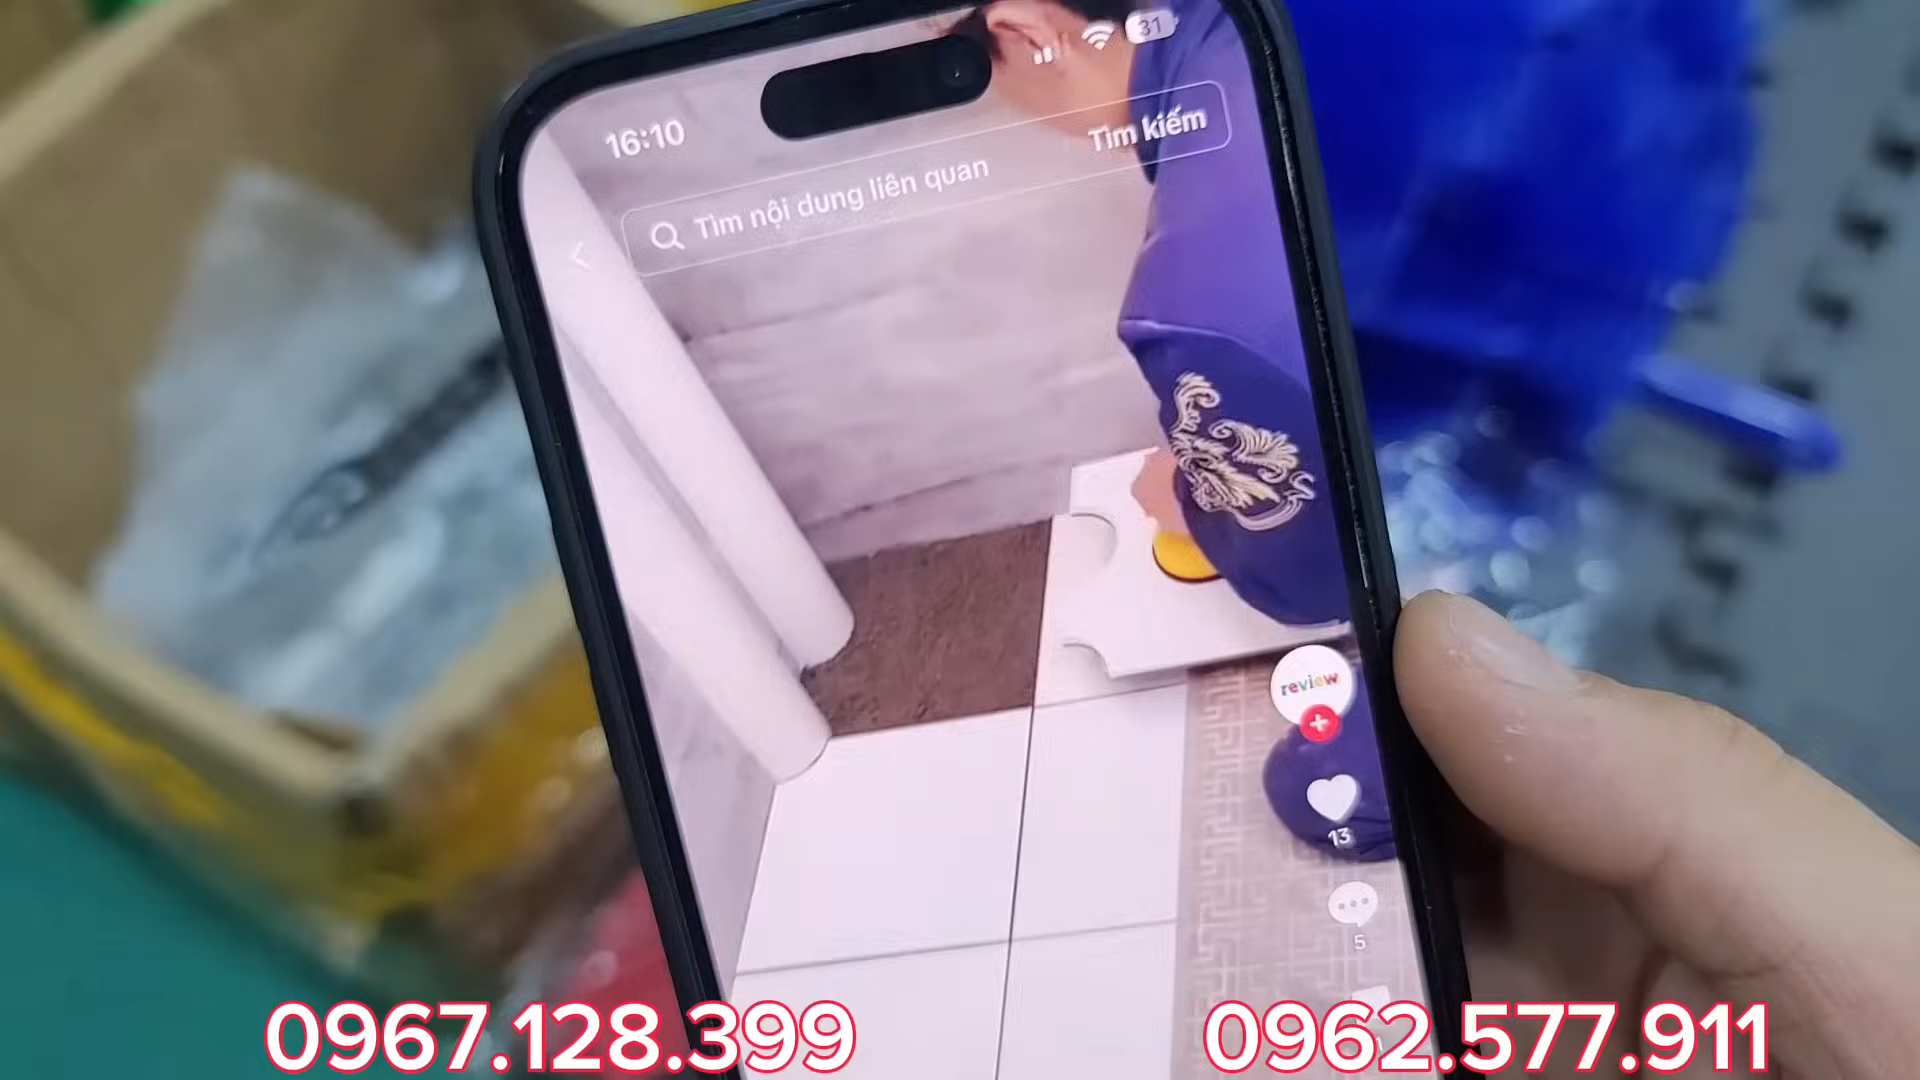 31
16:10
Tìm kiếm
Tìm nội dung liên quan
review
13
5
0967.128.399
0962.577.911